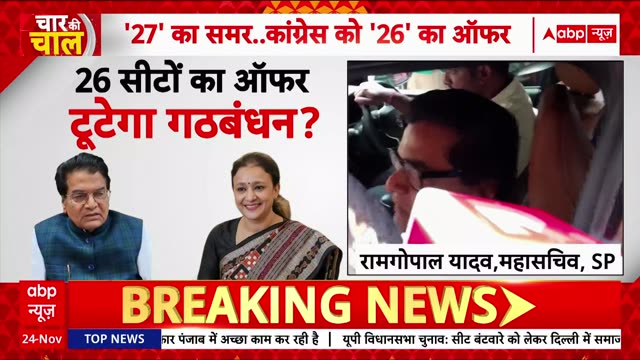 चार की
चाल
'27' का समर..कांग्रेस को '26' का ऑफर
abp न्यूज़
26 सीटों का ऑफर
टूटेगा गठबंधन?
रामगोपाल यादव,महासचिव, SP
abp
न्यूज़
BREAKING NEWS
24-Nov
TOP NEWS
कार पंजाब में अच्छा काम कर रही है
यूपी विधानसभा चुनाव: सीट बंटवारे को लेकर दिल्ली में समाज